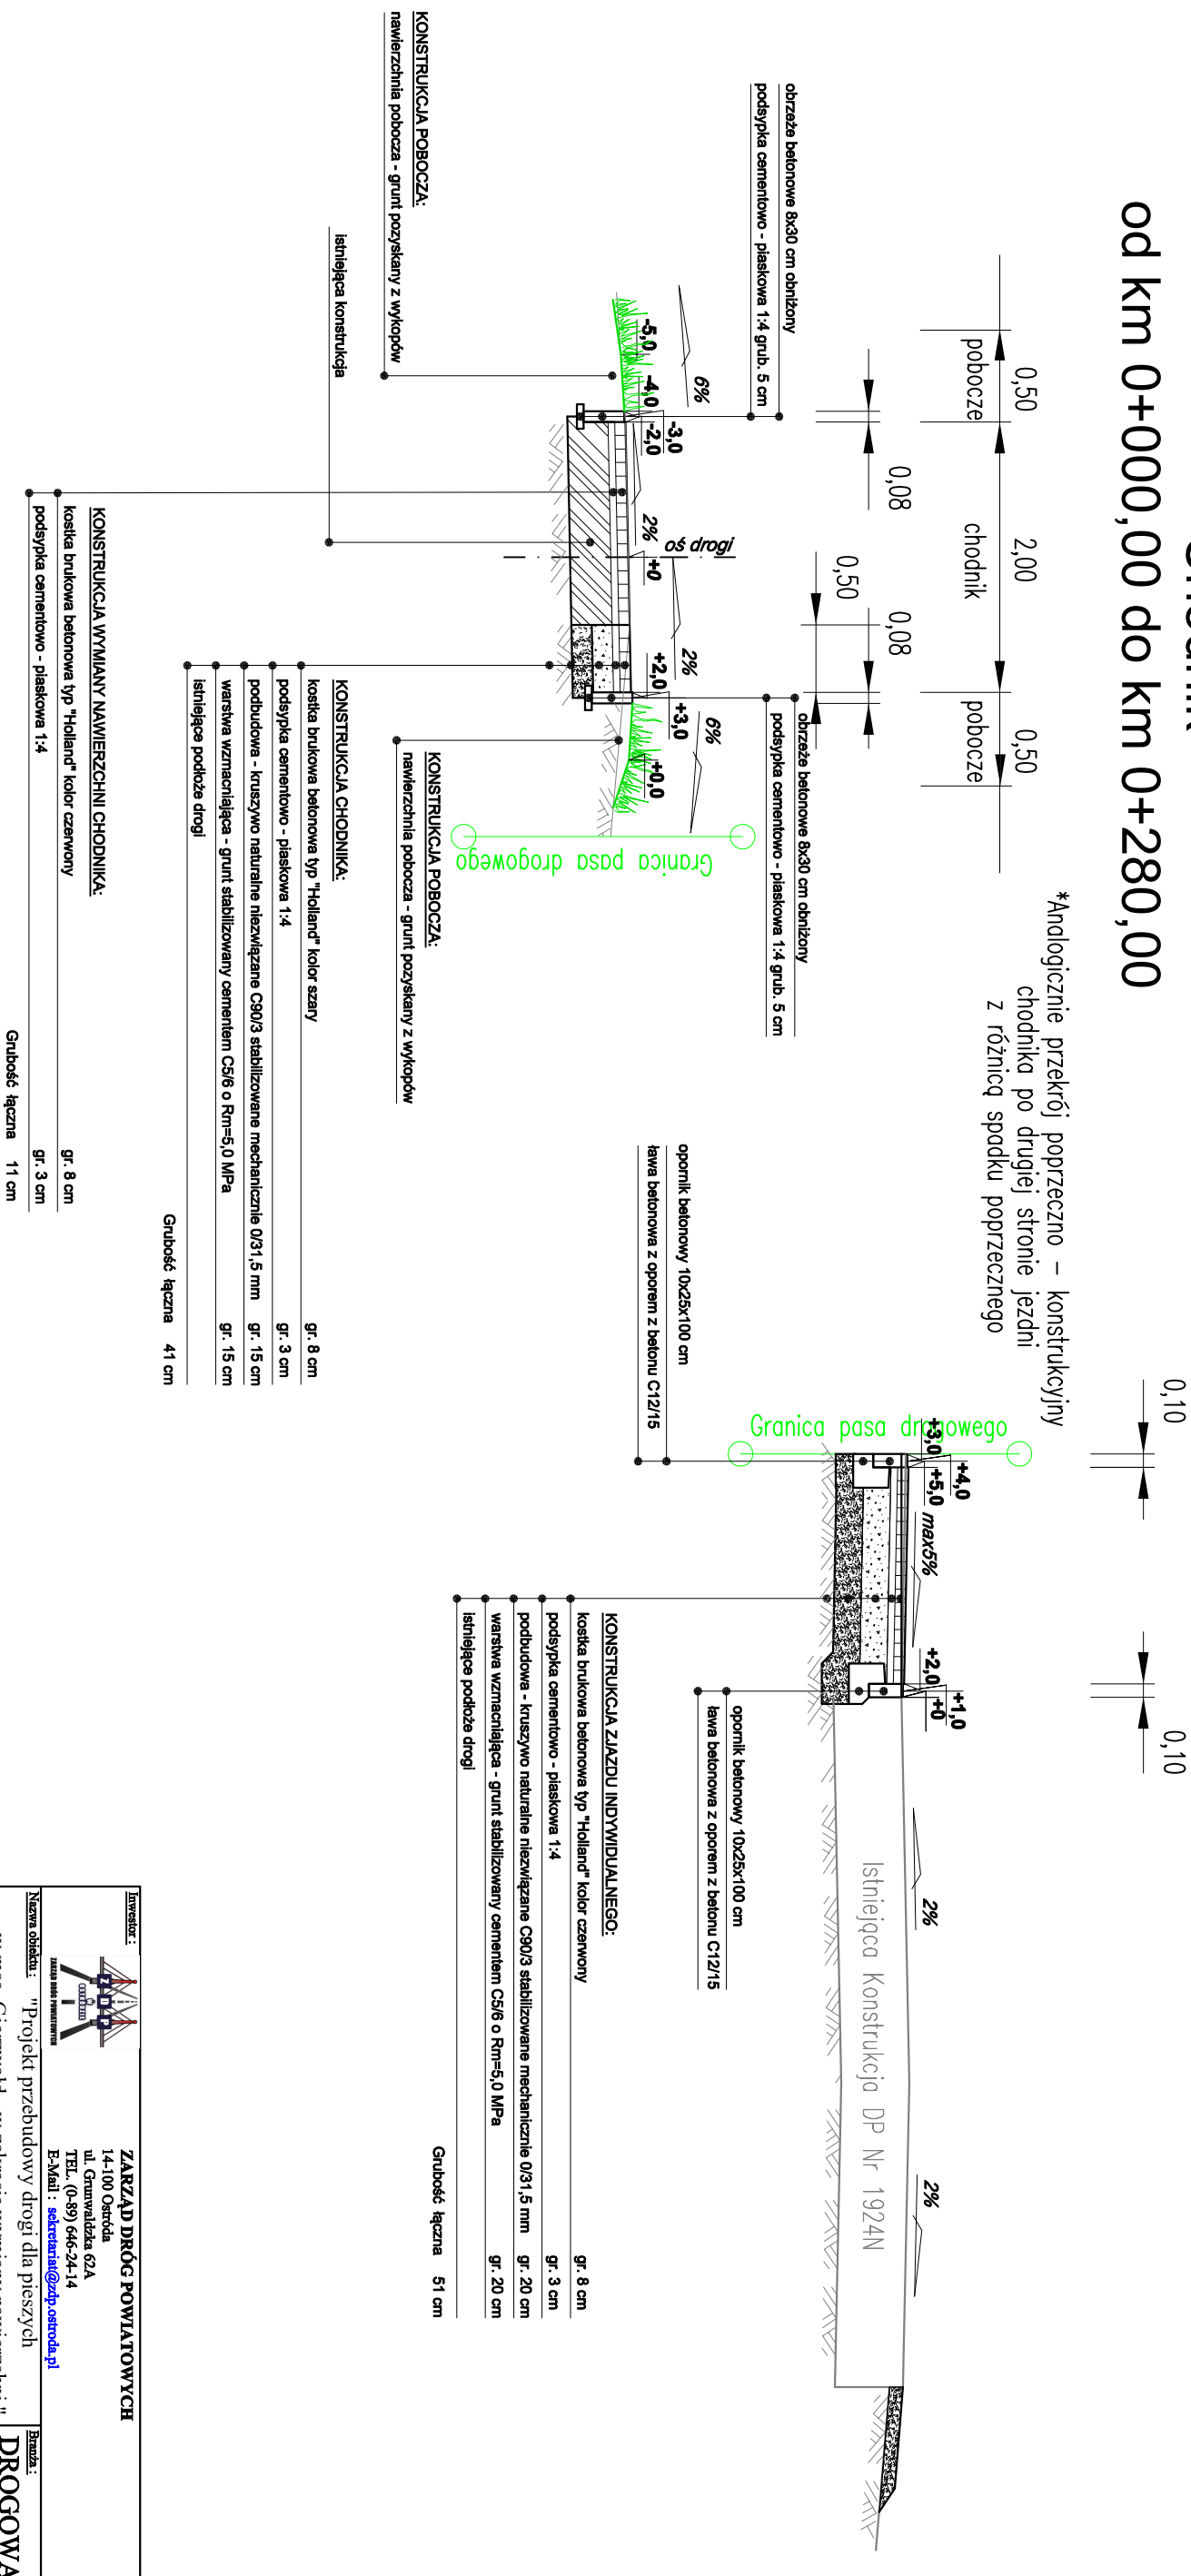 od km 0+000,00 do km 0+280,00
0,50
2,00
0,50
pobocze
chodnik
pobocze
0,08
0,08
0,50
*Analogicznie przekrój poprzeczno - konstrukcyjny
chodnika po drugiej stronie jezdni
z różnicą spadku poprzecznego
obrzeże betonowe 8x30 cm obniżony
podsypka cementowo - piaskowa 1:4 grub. 5 cm
obrzeże betonowe 8x30 cm obniżony
podsypka cementowo - piaskowa 1:4 grub. 5 cm
6%
2%
oś drogi
2%
6%
-5,0
-4,0
-3,0
-2,0
+0
+2,0
+3,0
+0,0
Granica pasa drogowego
KONSTRUKCJA POBOCZA:
nawierzchnia pobocza - grunt pozyskany z wykopów
istniejąca konstrukcja
KONSTRUKCJA POBOCZA:
nawierzchnia pobocza - grunt pozyskany z wykopów
KONSTRUKCJA CHODNIKA:
kostka brukowa betonowa typ "Holland" kolor szary gr. 8 cm
podsypka cementowo - piaskowa 1:4 gr. 3 cm
podbudowa - kruszywo naturalne niezwiązane C90/3 stabilizowane mechanicznie 0/31,5 mm gr. 15 cm
warstwa wzmacniająca - grunt stabilizowany cementem C5/6 o Rm=5,0 MPa gr. 15 cm
istniejące podłoże drogi
Grubość łączna 41 cm
KONSTRUKCJA WYMIANY NAWIERZCHNI CHODNIKA:
kostka brukowa betonowa typ "Holland" kolor czerwony gr. 8 cm
podsypka cementowo - piaskowa 1:4 gr. 3 cm
Grubość łączna 11 cm
0,10
0,10
Granica pasa drogowego
+3,0
+4,0
+5,0
max5%
+2,0
+1,0
+0
2%
2%
Istniejąca Konstrukcja DP Nr 1924N
opornik betonowy 10x25x100 cm
ława betonowa z oporem z betonu C12/15
opornik betonowy 10x25x100 cm
ława betonowa z oporem z betonu C12/15
KONSTRUKCJA ZJAZDU INDYWIDUALNEGO:
kostka brukowa betonowa typ "Holland" kolor czerwony gr. 8 cm
podsypka cementowo - piaskowa 1:4 gr. 3 cm
podbudowa - kruszywo naturalne niezwiązane C90/3 stabilizowane mechanicznie 0/31,5 mm gr. 20 cm
warstwa wzmacniająca - grunt stabilizowany cementem C5/6 o Rm=5,0 MPa gr. 20 cm
istniejące podłoże drogi
Grubość łączna 51 cm
Inwestor :
Z D P
ZARZĄD DRÓG POWIATOWYCH
ZARZĄD DRÓG POWIATOWYCH
14-100 Ostróda
ul. Grunwaldzka 62A
TEL. (0-89) 646-24-14
E-Mail : sekretariat@zdp.ostroda.pl
Nazwa obiektu :
"Projekt przebudowy drogi dla pieszych
Branża :
DROGOWA